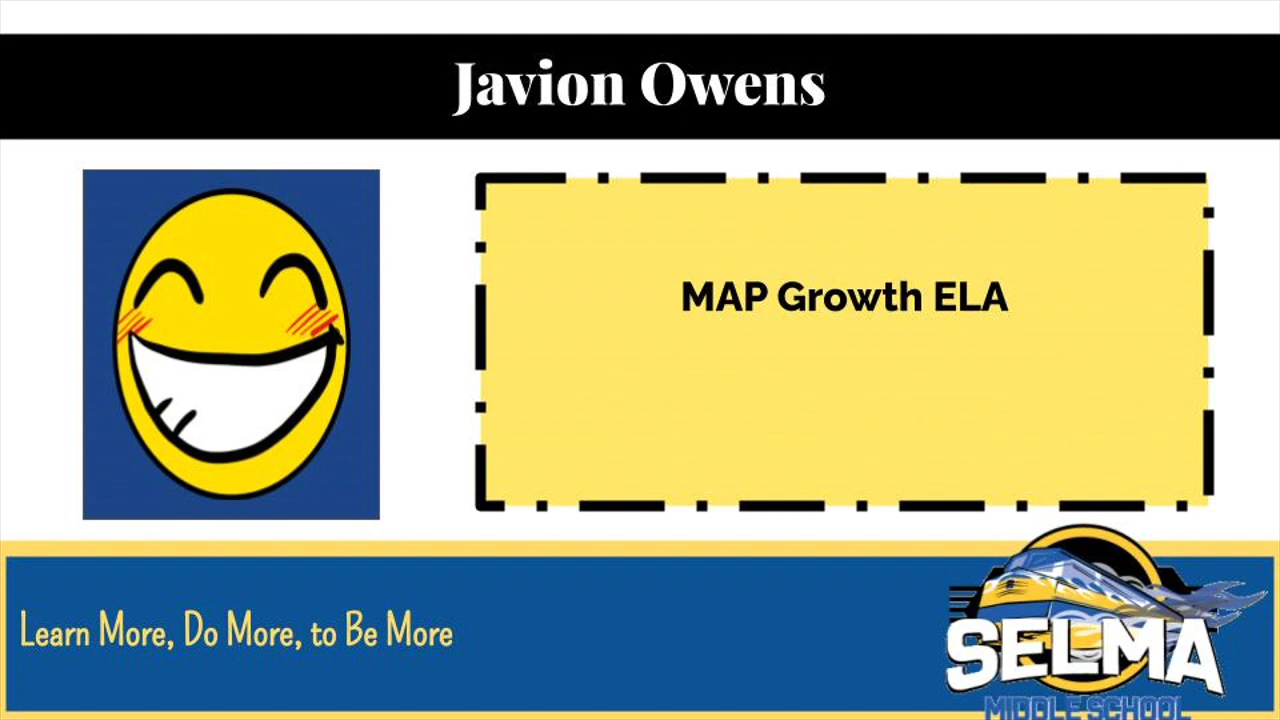 Javion Owens
MAP Growth ELA
Learn More, Do More, to Be More
SELMA
MIDDLE SCHOOL